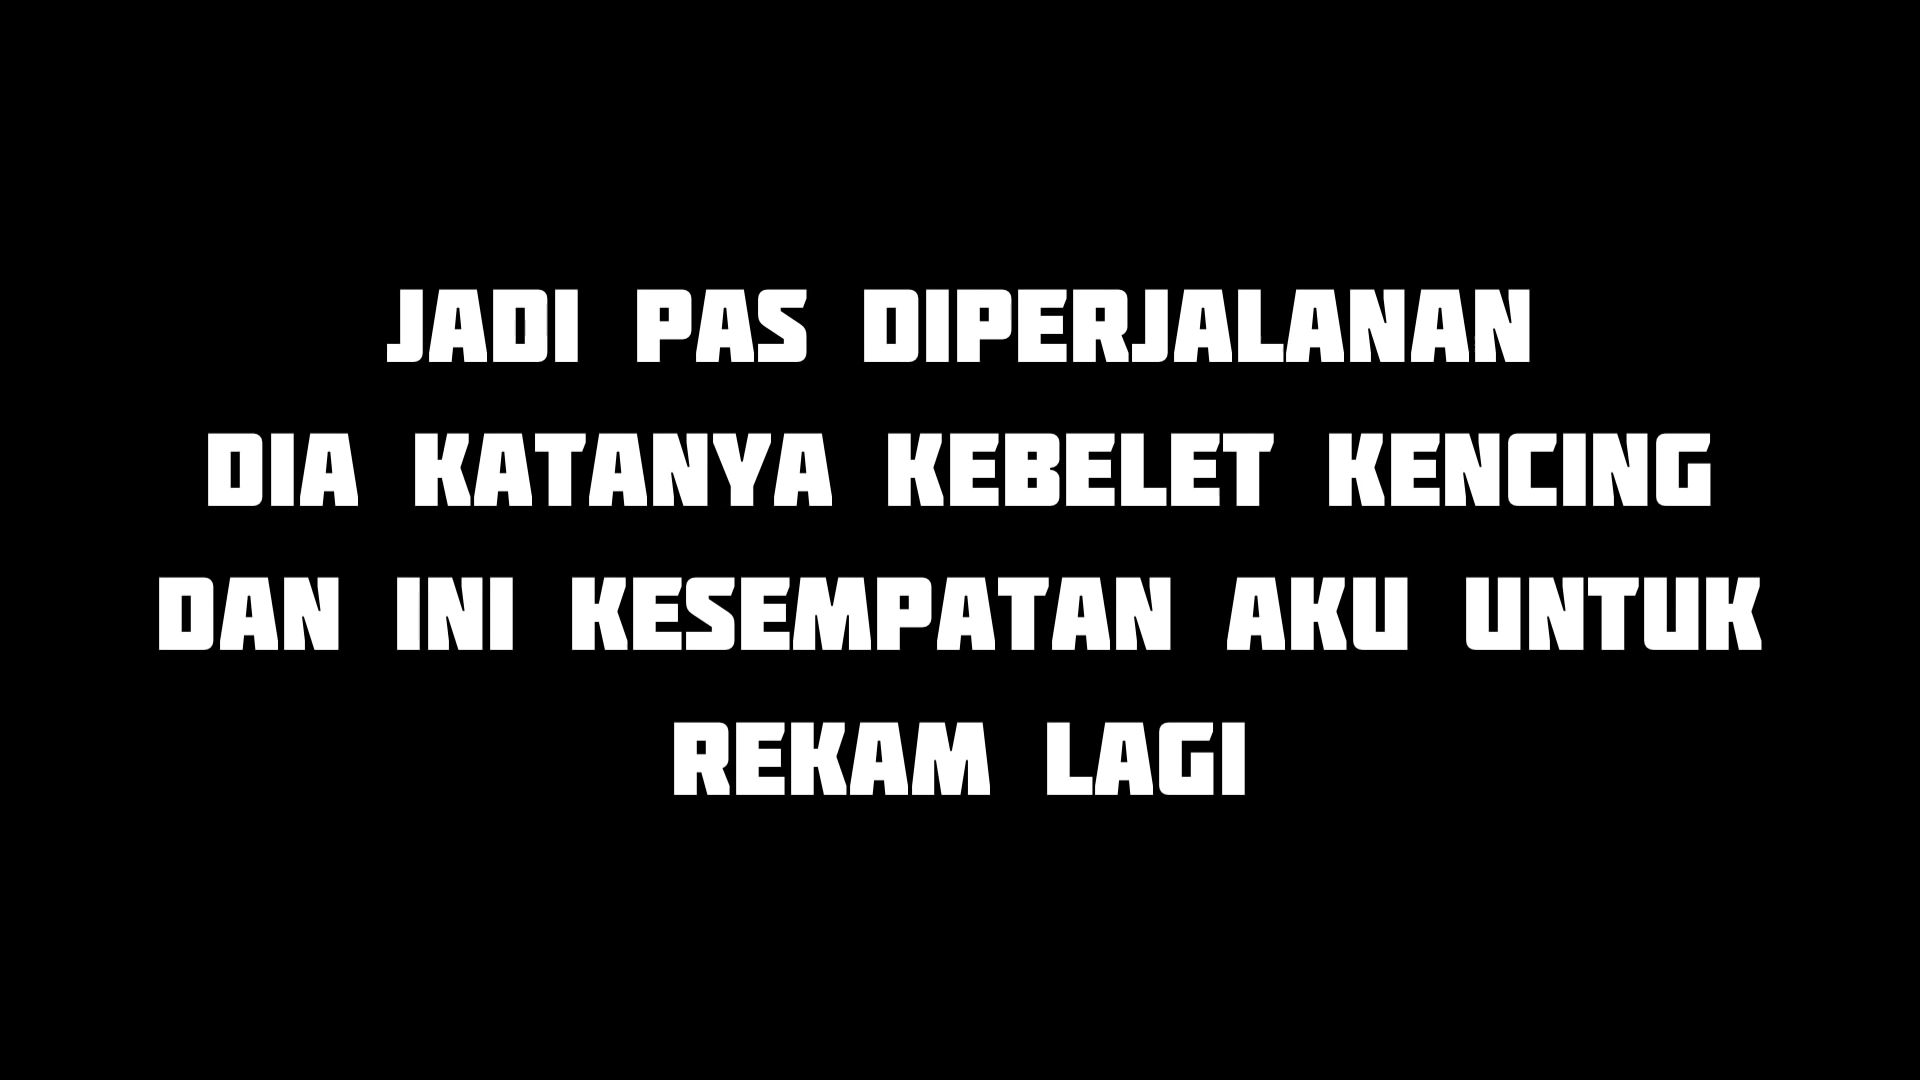 JADI PAS DIPERJALANAN
DIA KATANYA KEBELET KENCING
DAN INI KESEMPATAN AKU UNTUK
REKAM LAGI